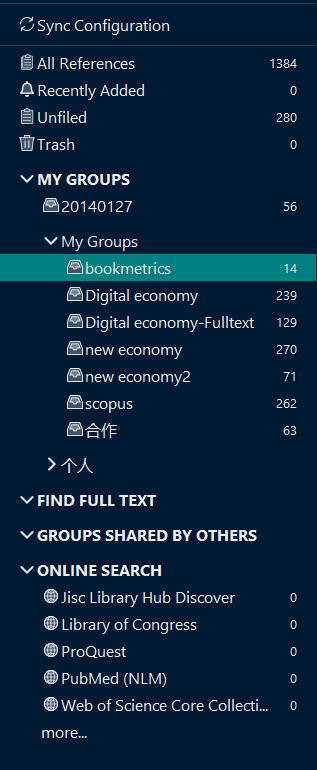 Sync Configuration
All References 1384
Recently Added 0
Unfiled 280
Trash 0
MY GROUPS
20140127 56
My Groups
bookmetrics 14
Digital economy 239
Digital economy-Fulltext 129
new economy 270
new economy2 71
scopus 262
合作 63
个人
FIND FULL TEXT
GROUPS SHARED BY OTHERS
ONLINE SEARCH
Jisc Library Hub Discover 0
Library of Congress 0
ProQuest 0
PubMed (NLM) 0
Web of Science Core Collecti... 0
more...